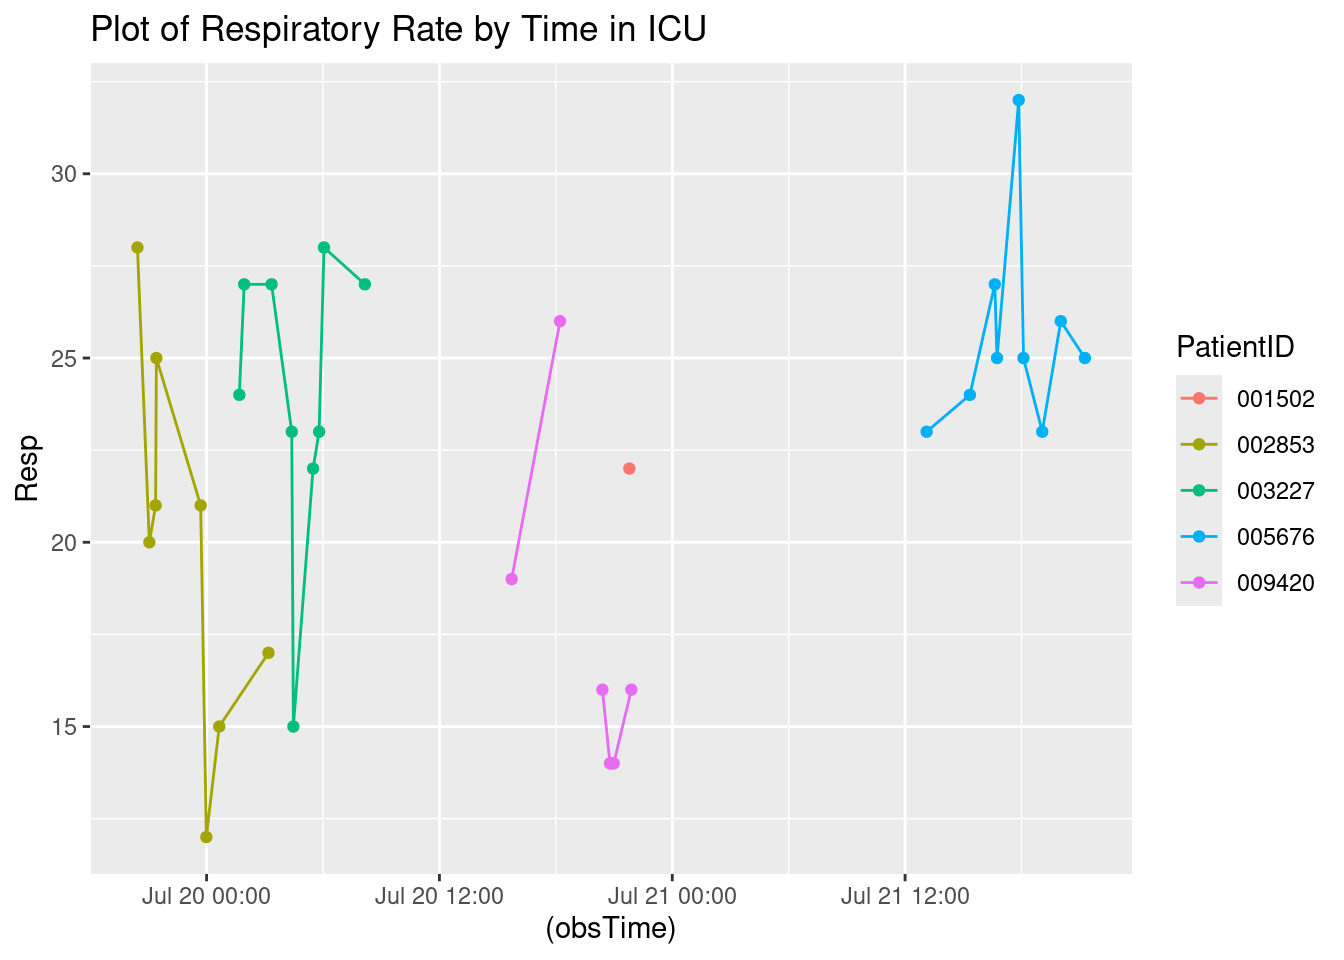 Plot of Respiratory Rate by Time in ICU
30
25
20
15
Resp
Jul 20 00:00
Jul 20 12:00
Jul 21 00:00
Jul 21 12:00
(obsTime)
PatientID
001502
002853
003227
005676
009420